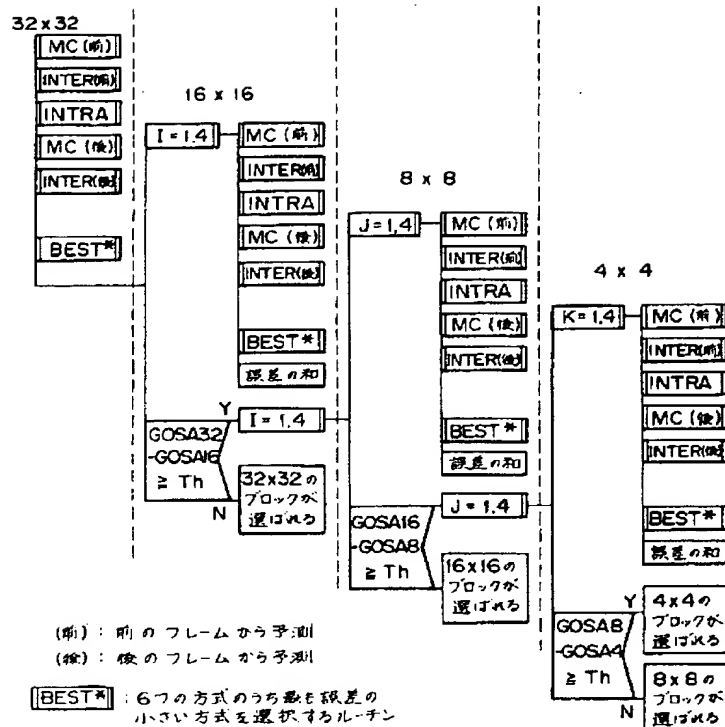 32x32
MC (前)
INTER(前)
INTRA
MC (後)
INTER(後)
BEST*
16 x 16
I = 1.4
MC (前)
INTER(前)
INTRA
MC (後)
INTER(後)
BEST*
誤差の和
GOSA32
-GOSA16
≧ Th
Y
N
I = 1.4
32x32の
ブロックが
選ばれる
8 x 8
J = 1.4
MC (前)
INTER(前)
INTRA
MC (後)
INTER(後)
BEST*
誤差の和
GOSA16
-GOSA8
≧ Th
J = 1.4
16x16の
ブロックが
選ばれる
4 x 4
K = 1.4
MC (前)
INTER(前)
INTRA
MC (後)
INTER(後)
BEST*
誤差の和
GOSA8
-GOSA4
≧ Th
Y
N
4x4の
ブロックが
選ばれる
8x8の
ブロックが
選ばれる
(前) : 前のフレームから予測
(後) : 後のフレームから予測
BEST* : 6つの方式のうち最も誤差の
小さい方式を選択するルーチン